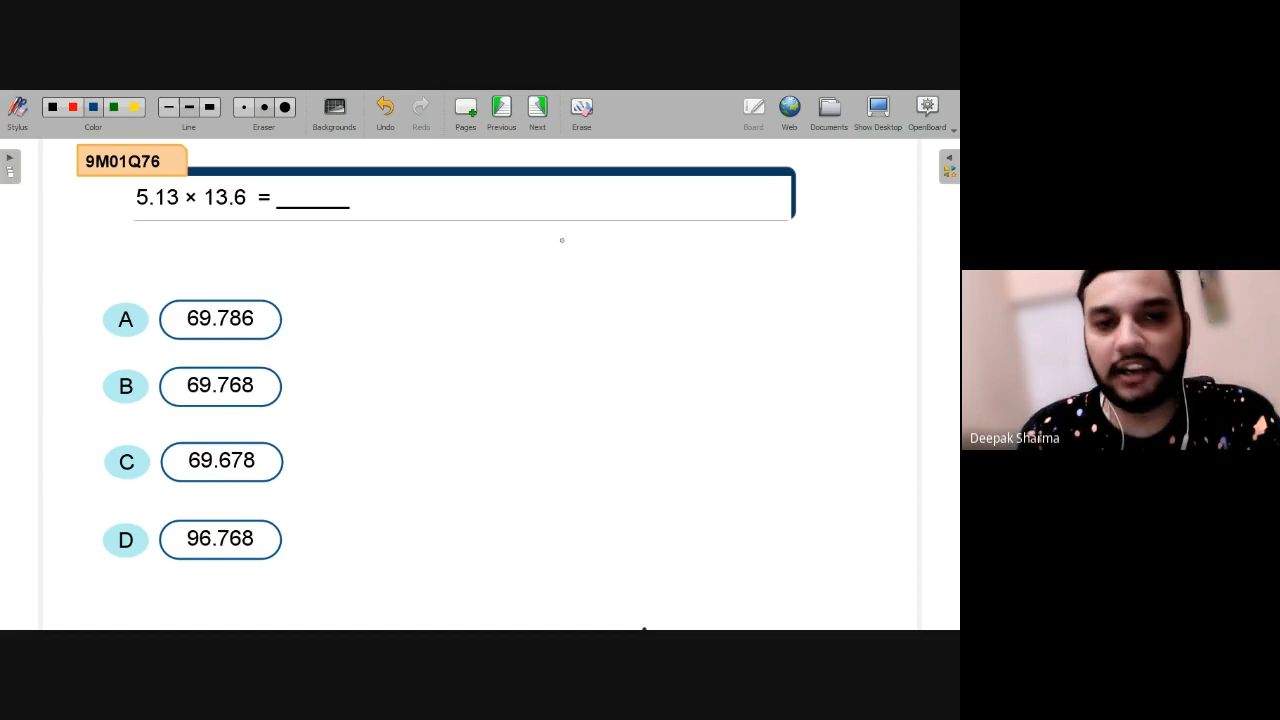 Stylus
Color
Line
Eraser
Backgrounds
Undo
Redo
Pages
Previous
Next
Erase
Board
Web
Documents
Show Desktop
OpenBoard
9M01Q76
5.13 × 13.6 = ______
A 69.786
B 69.768
C 69.678
D 96.768
Deepak Sharma